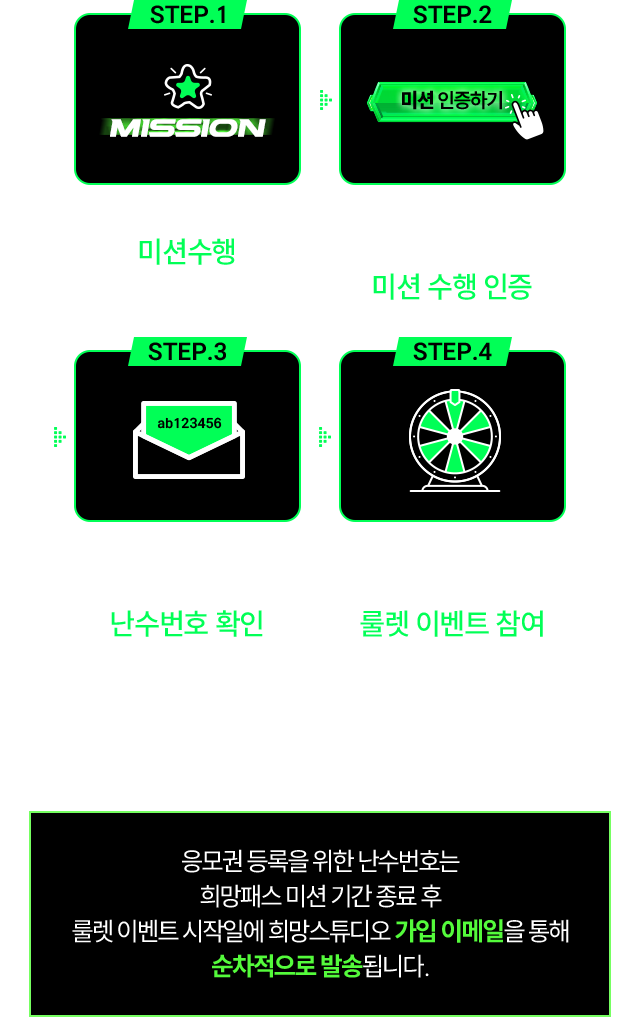 STEP.1
STEP.2
MISSION
미션 인증하기
미션수행
미션 수행 인증
STEP.3
STEP.4
ab123456
난수번호 확인
룰렛 이벤트 참여
응모권 등록을 위한 난수번호는
희망패스 미션 기간 종료 후
룰렛 이벤트 시작일에 희망스튜디오 가입 이메일을 통해
순차적으로 발송됩니다.